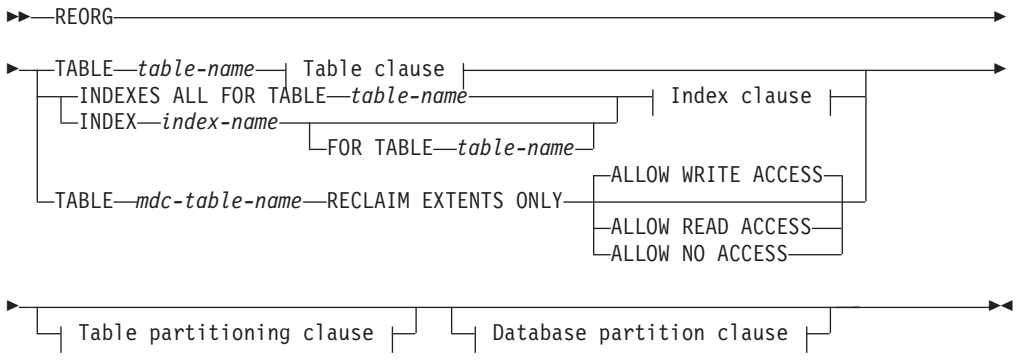 REORG
TABLE table-name Table clause
INDEXES ALL FOR TABLE table-name Index clause
INDEX index-name
FOR TABLE table-name
ALLOW WRITE ACCESS
TABLE mdc-table-name RECLAIM EXTENTS ONLY
ALLOW READ ACCESS
ALLOW NO ACCESS
Table partitioning clause Database partition clause